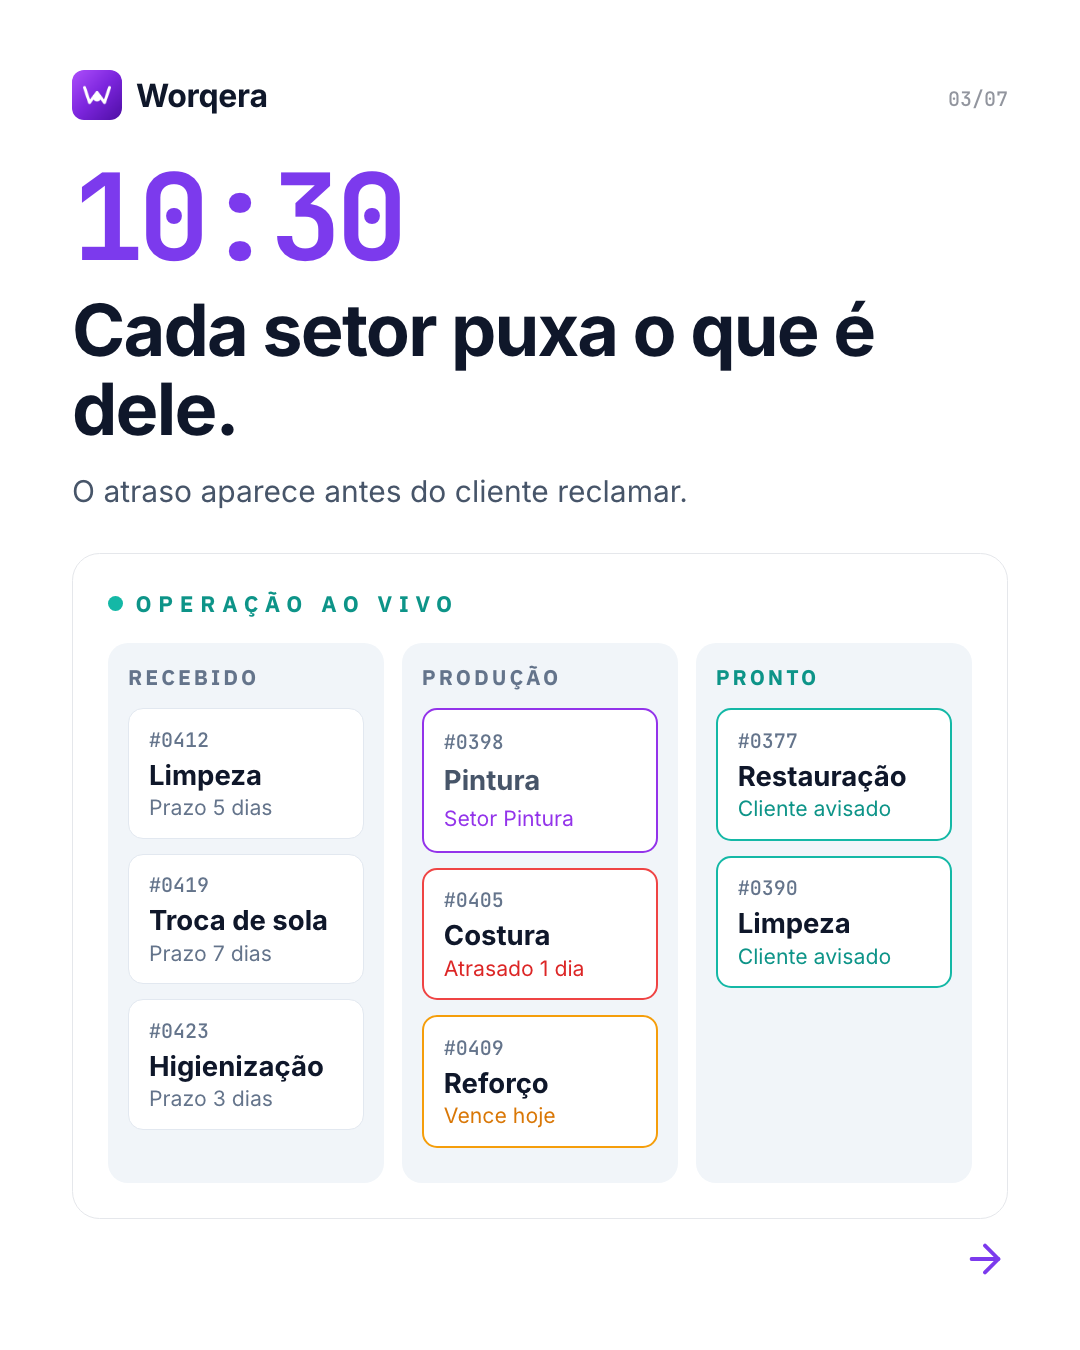 Worqera
03/07
10:30
Cada setor puxa o que é
dele.
O atraso aparece antes do cliente reclamar.
OPERAÇÃO AO VIVO
RECEBIDO
#0412
Limpeza
Prazo 5 dias
#0419
Troca de sola
Prazo 7 dias
#0423
Higienização
Prazo 3 dias
PRODUÇÃO
#0398
Pintura
Setor Pintura
#0405
Costura
Atrasado 1 dia
#0409
Reforço
Vence hoje
PRONTO
#0377
Restauração
Cliente avisado
#0390
Limpeza
Cliente avisado